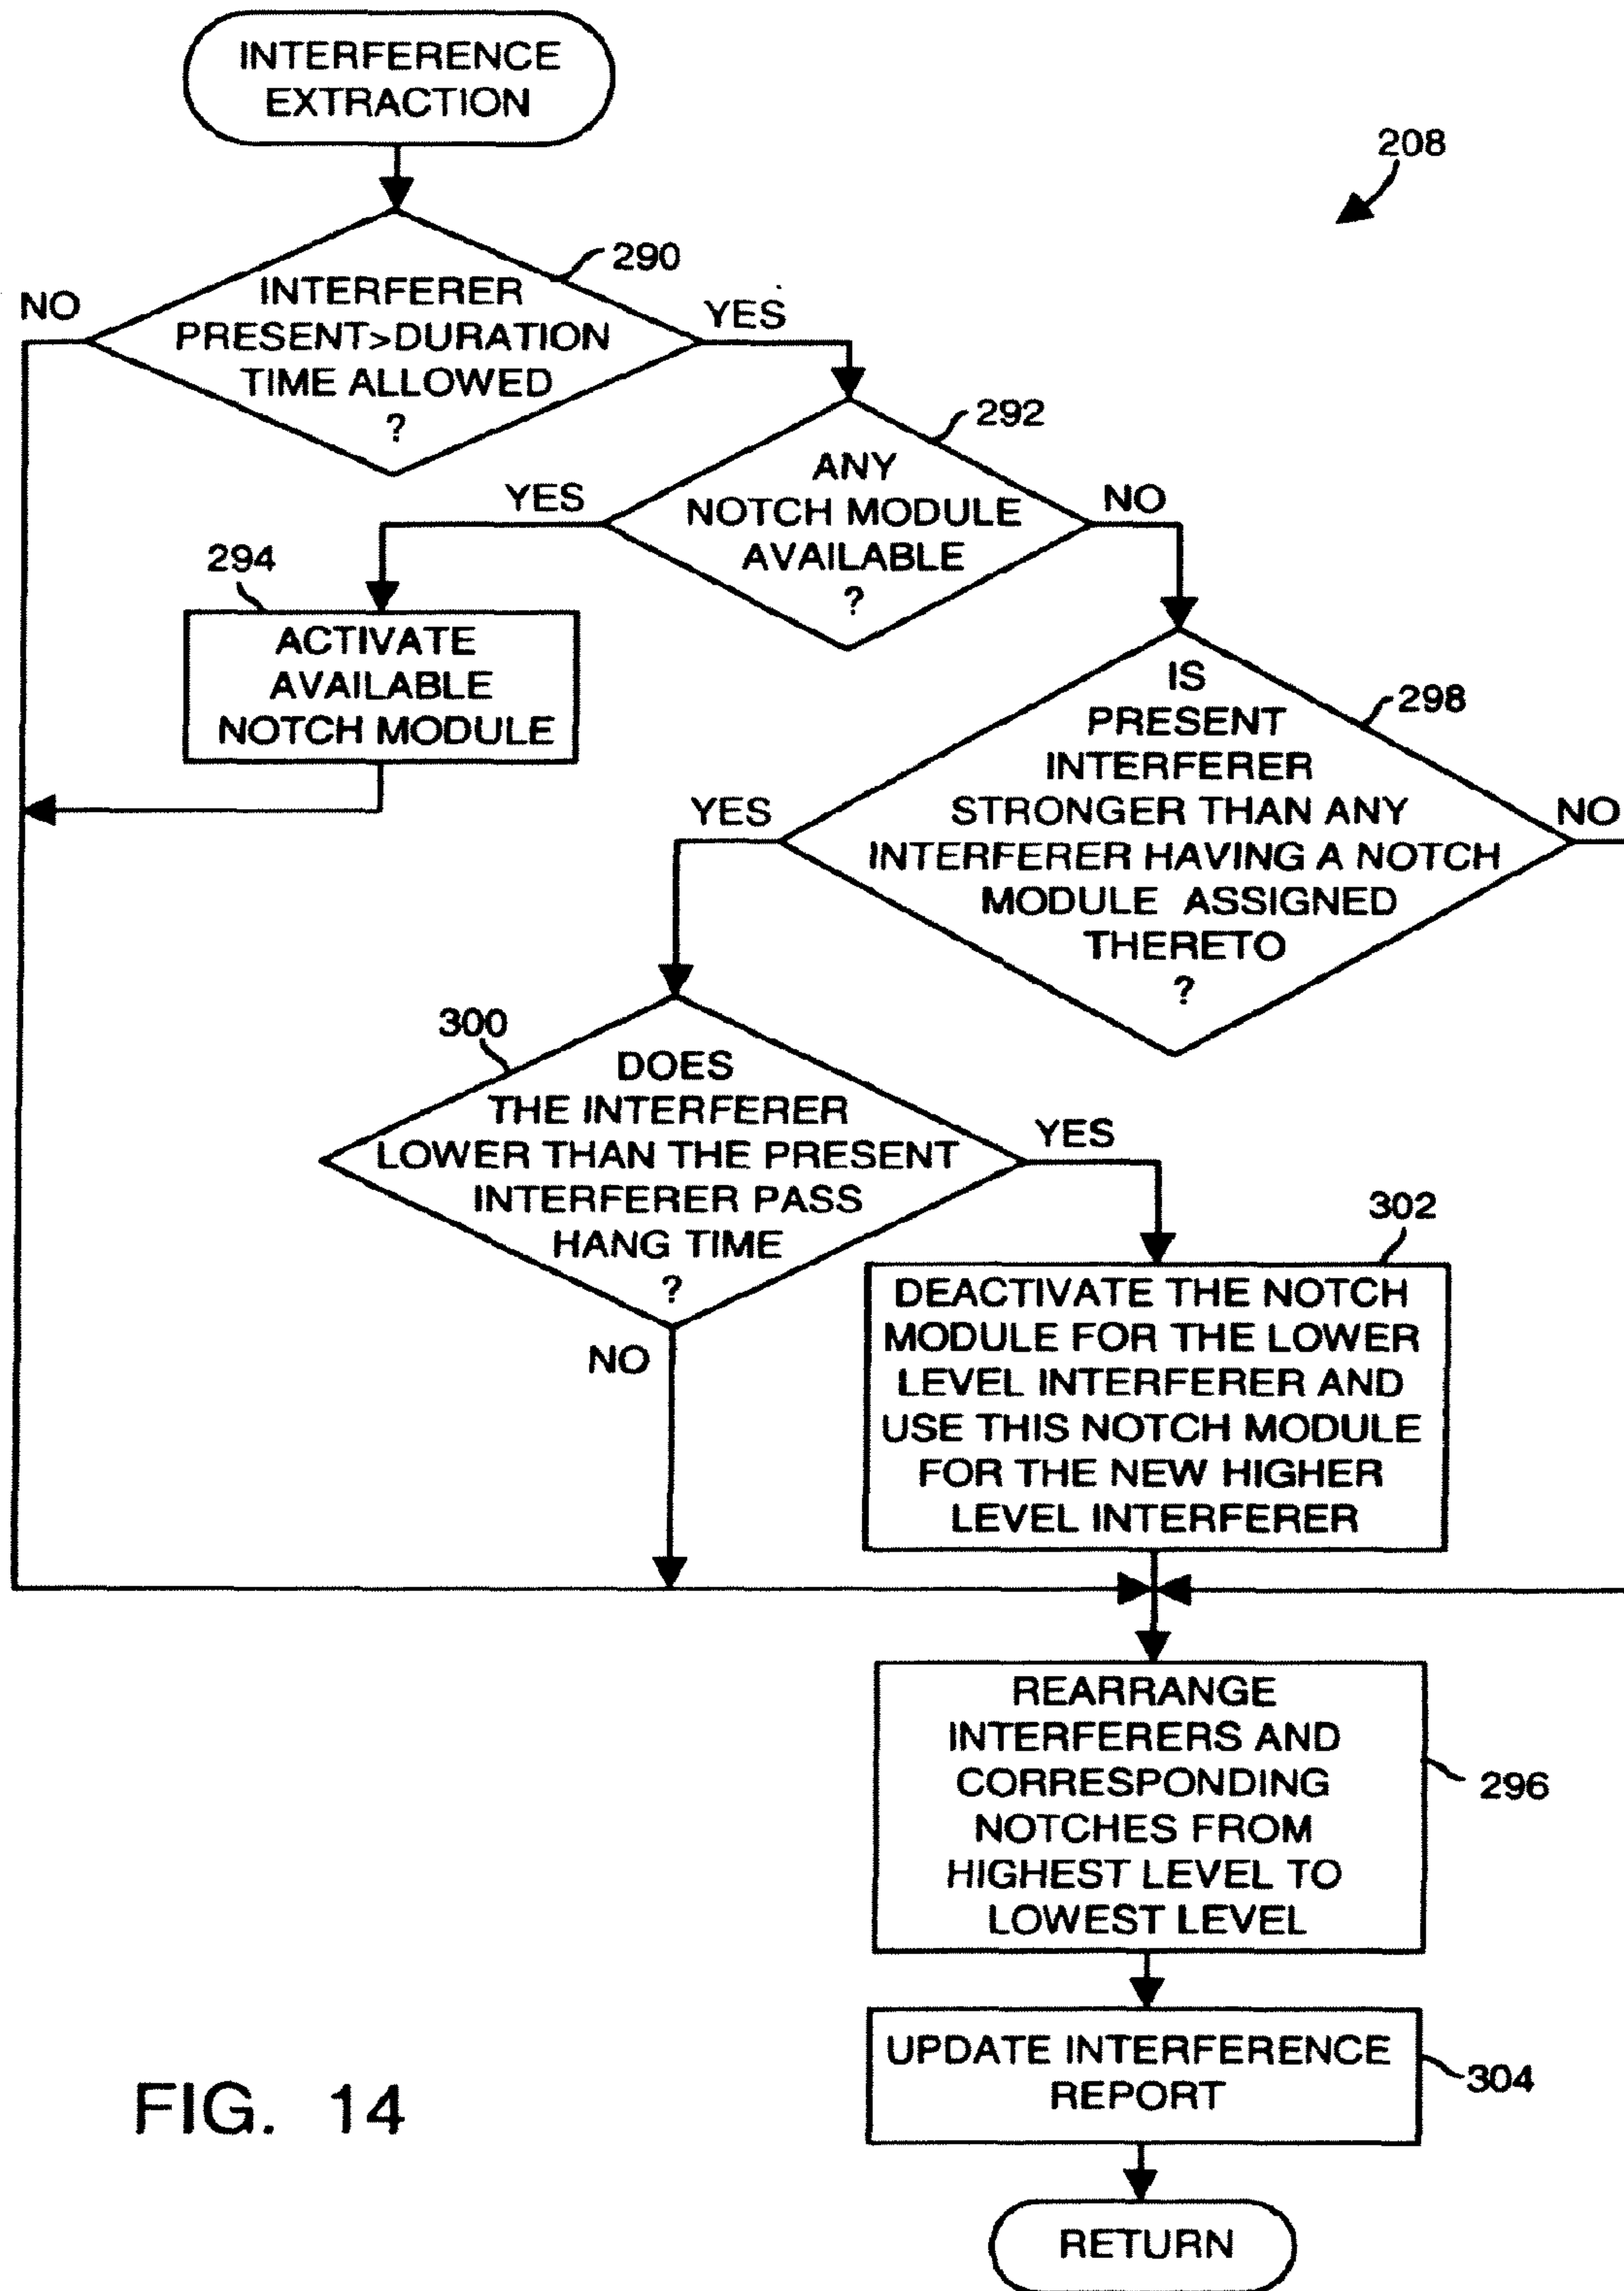 INTERFERENCE
EXTRACTION
208
290
NO
INTERFERER
PRESENT>DURATION
TIME ALLOWED
?
YES
292
ANY
NOTCH MODULE
AVAILABLE
?
YES
NO
294
ACTIVATE
AVAILABLE
NOTCH MODULE
298
IS
PRESENT
INTERFERER
STRONGER THAN ANY
INTERFERER HAVING A NOTCH
MODULE ASSIGNED
THERETO
?
YES
NO
300
DOES
THE INTERFERER
LOWER THAN THE PRESENT
INTERFERER PASS
HANG TIME
?
YES
NO
302
DEACTIVATE THE NOTCH
MODULE FOR THE LOWER
LEVEL INTERFERER AND
USE THIS NOTCH MODULE
FOR THE NEW HIGHER
LEVEL INTERFERER
REARRANGE
INTERFERERS AND
CORRESPONDING
NOTCHES FROM
HIGHEST LEVEL TO
LOWEST LEVEL
296
UPDATE INTERFERENCE
REPORT
304
RETURN
FIG. 14